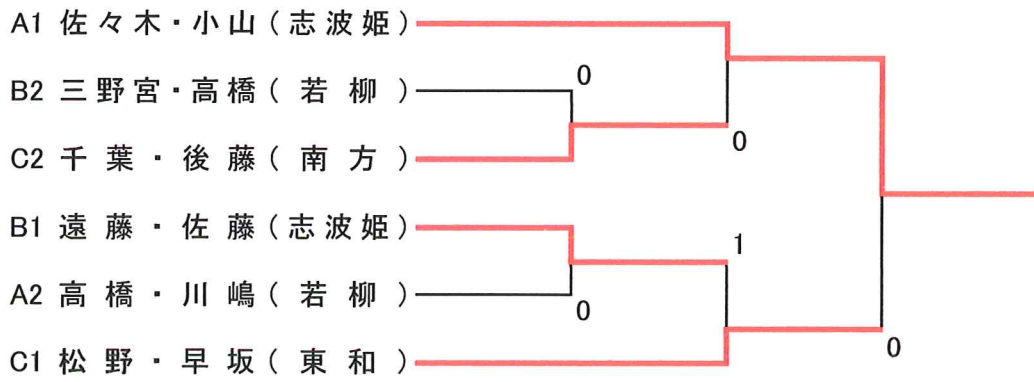 A1 佐々木・小山(志波姫)
0
B2 三野宮・高橋(若柳)
C2 千葉・後藤(南方)
0
B1 遠藤・佐藤(志波姫)
1
A2 高橋・川嶋(若柳)
0
C1 松野・早坂(東和)
0